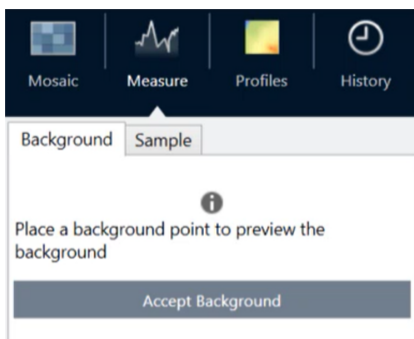 Mosaic Measure Profiles History
Background Sample
Place a background point to preview the
background
Accept Background